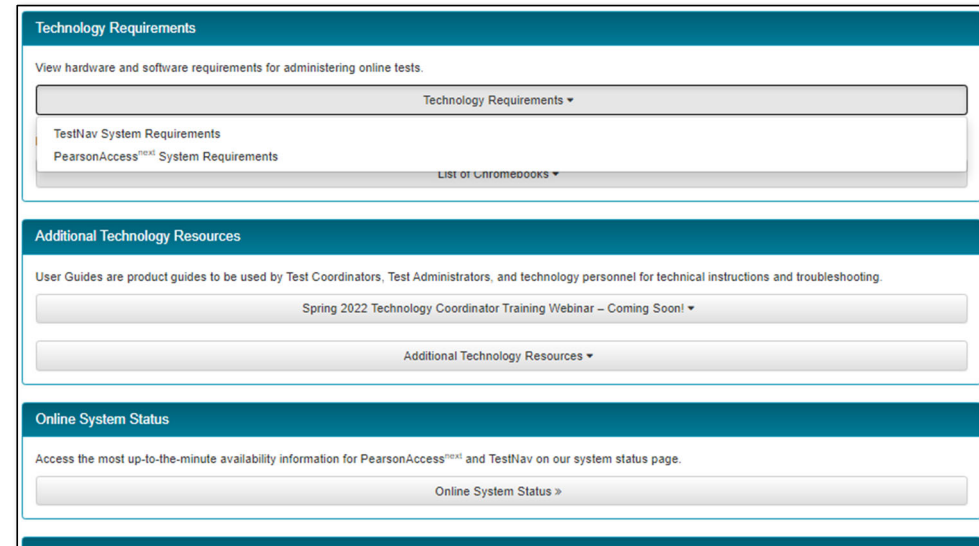 Technology Requirements
View hardware and software requirements for administering online tests.
Technology Requirements ▾
TestNav System Requirements
PearsonAccessnext System Requirements
List of Chromebooks ▾
Additional Technology Resources
User Guides are product guides to be used by Test Coordinators, Test Administrators, and technology personnel for technical instructions and troubleshooting.
Spring 2022 Technology Coordinator Training Webinar – Coming Soon! ▾
Additional Technology Resources ▾
Online System Status
Access the most up-to-the-minute availability information for PearsonAccessnext and TestNav on our system status page.
Online System Status »